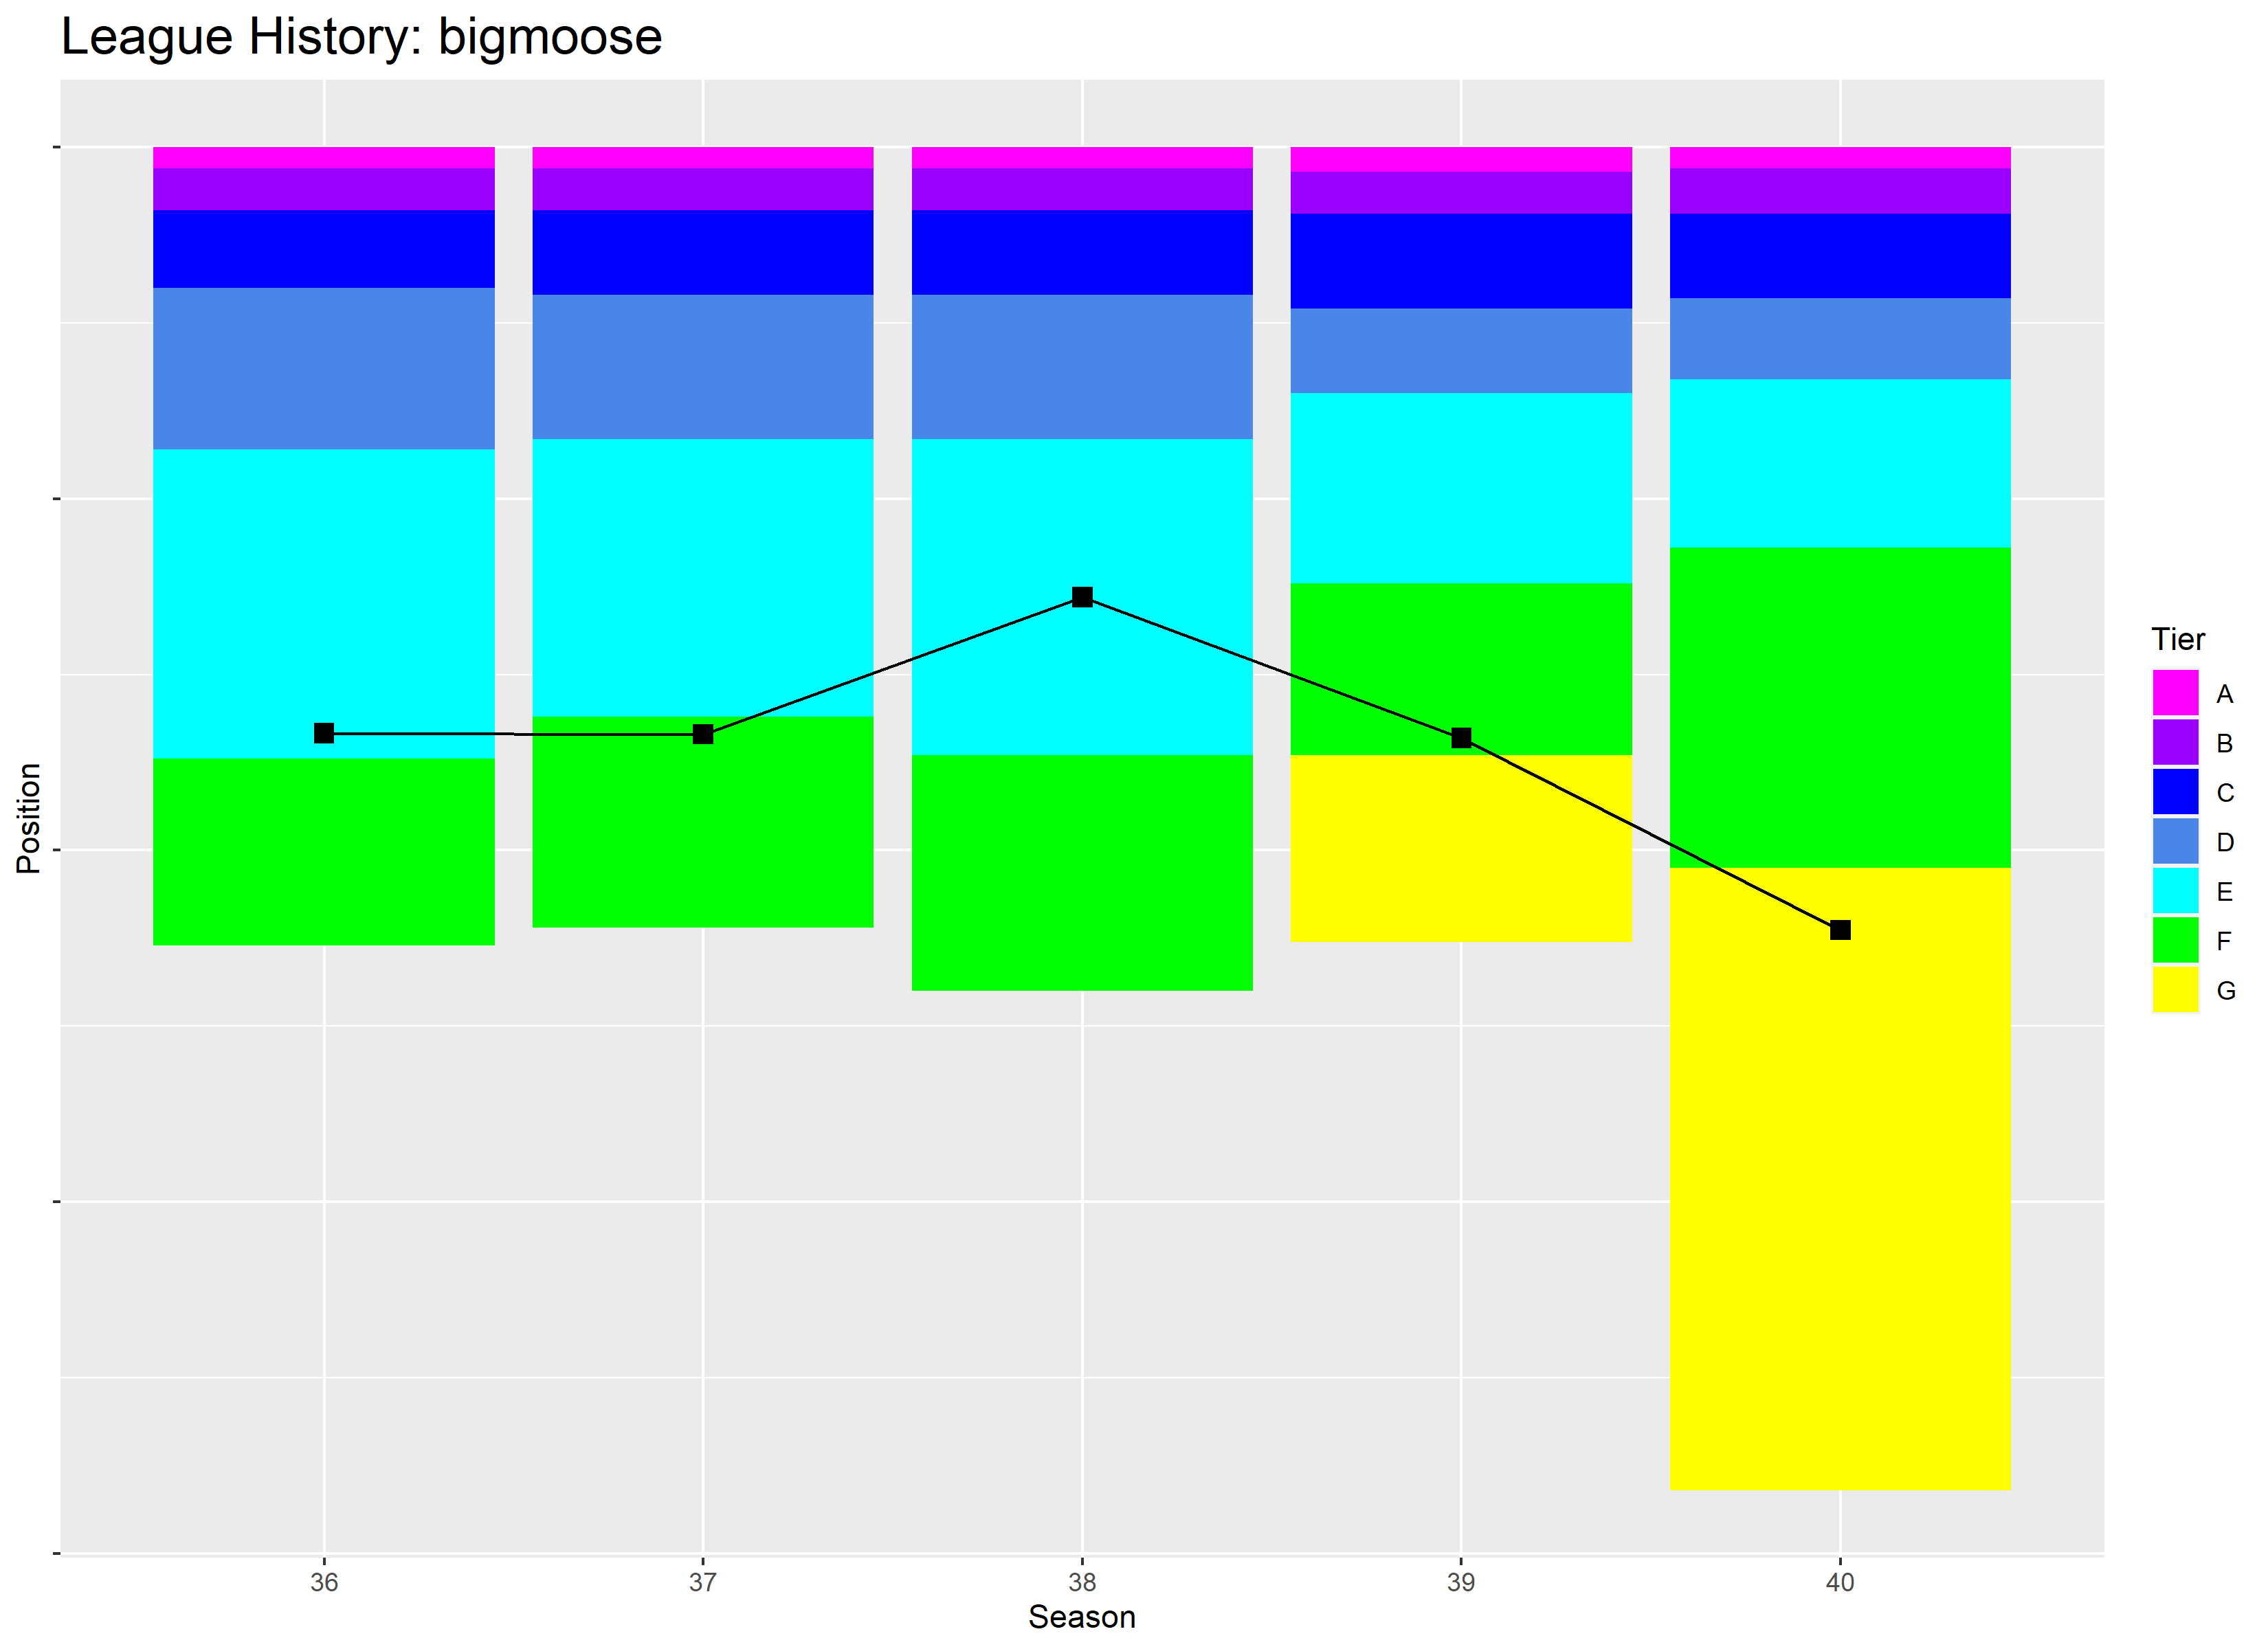 League History: bigmoose
Position
Tier
A
B
C
D
E
F
G
36
37
38
39
40
Season